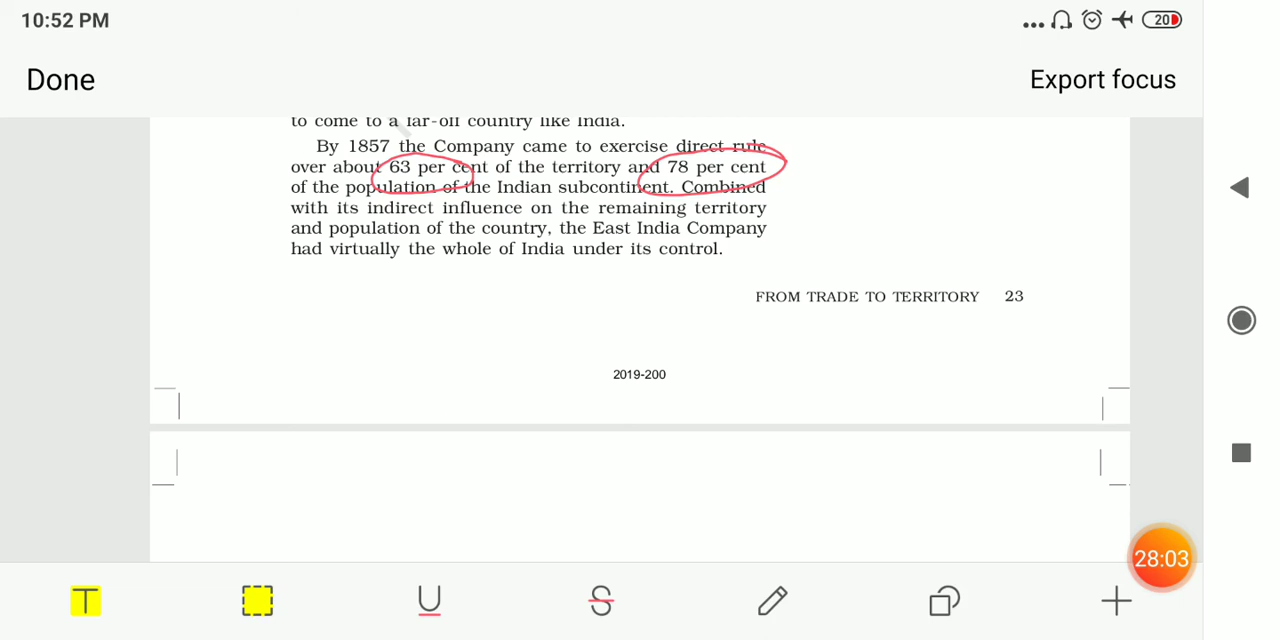 10:52 PM
20
Done
Export focus
to come to a far-off country like India.
By 1857 the Company came to exercise direct rule
over about 63 per cent of the territory and 78 per cent
of the population of the Indian subcontinent. Combined
with its indirect influence on the remaining territory
and population of the country, the East India Company
had virtually the whole of India under its control.
FROM TRADE TO TERRITORY 23
2019-200
28:03
T
U
S